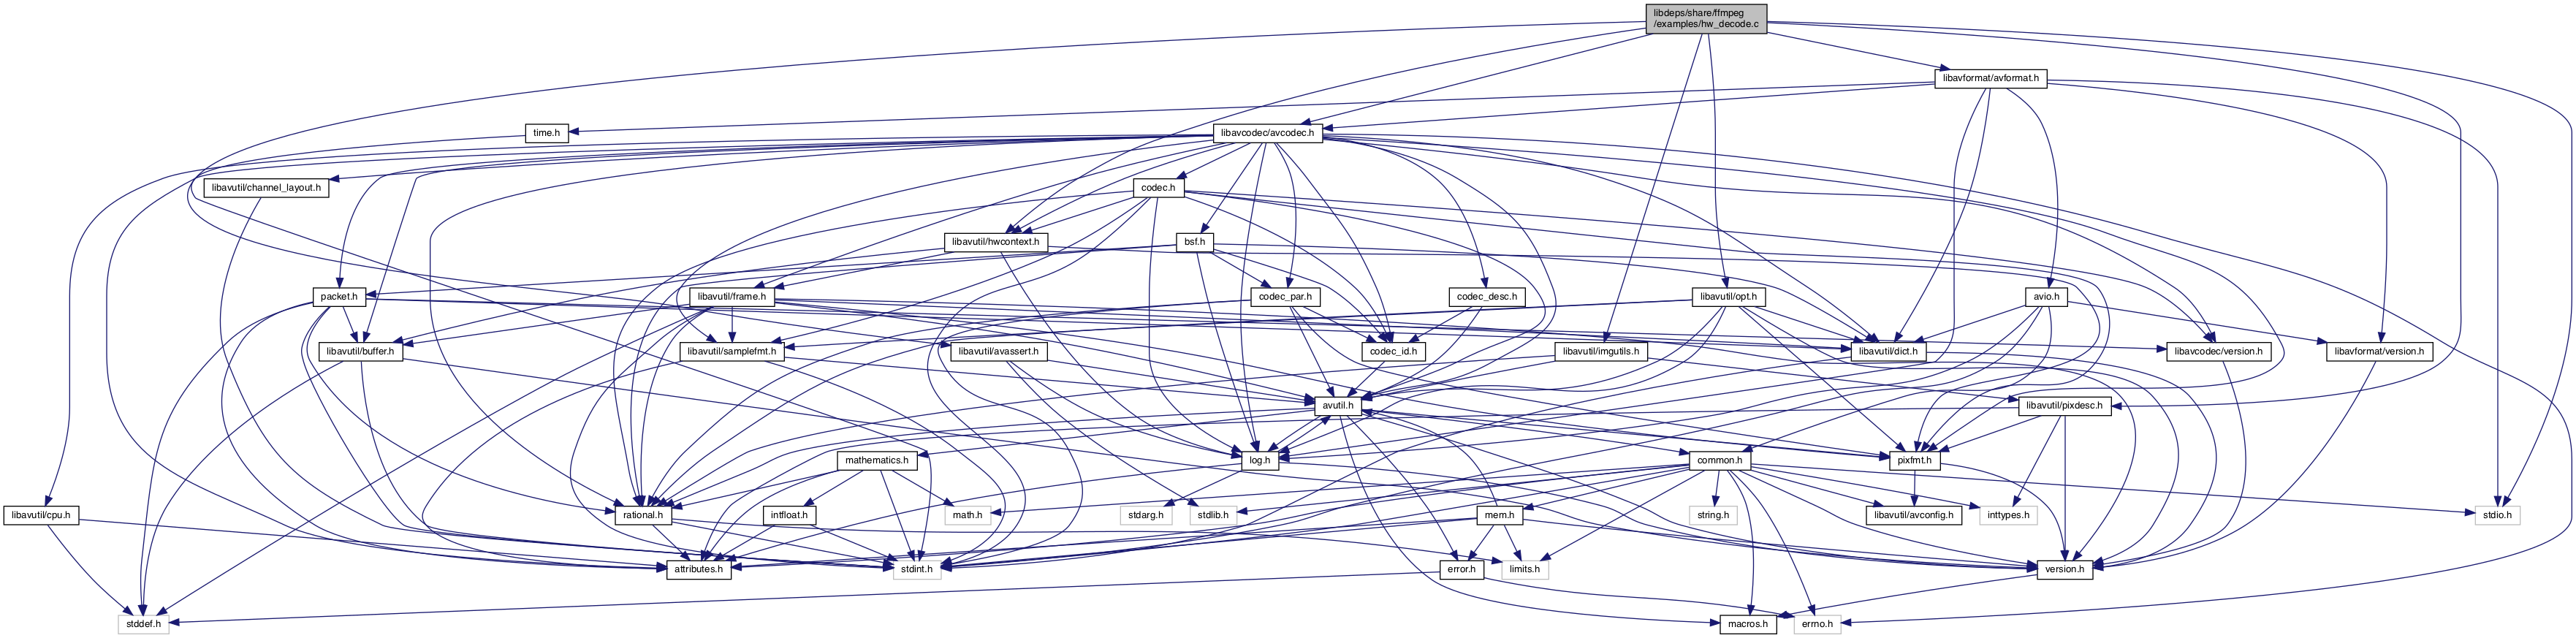 libdeps/share/ffmpeg
/examples/hw_decode.c
libavformat/avformat.h
time.h
libavcodec/avcodec.h
libavutil/channel_layout.h
codec.h
libavutil/hwcontext.h
bsf.h
packet.h
libavutil/frame.h
codec_par.h
codec_desc.h
libavutil/opt.h
avio.h
libavutil/buffer.h
libavutil/samplefmt.h
libavutil/avassert.h
codec_id.h
libavutil/imgutils.h
libavutil/dict.h
libavcodec/version.h
libavformat/version.h
avutil.h
libavutil/pixdesc.h
mathematics.h
log.h
common.h
pixfmt.h
libavutil/cpu.h
rational.h
intfloat.h
math.h
stdarg.h
stdlib.h
mem.h
string.h
libavutil/avconfig.h
inttypes.h
stdio.h
attributes.h
stdint.h
error.h
limits.h
version.h
stddef.h
macros.h
errno.h